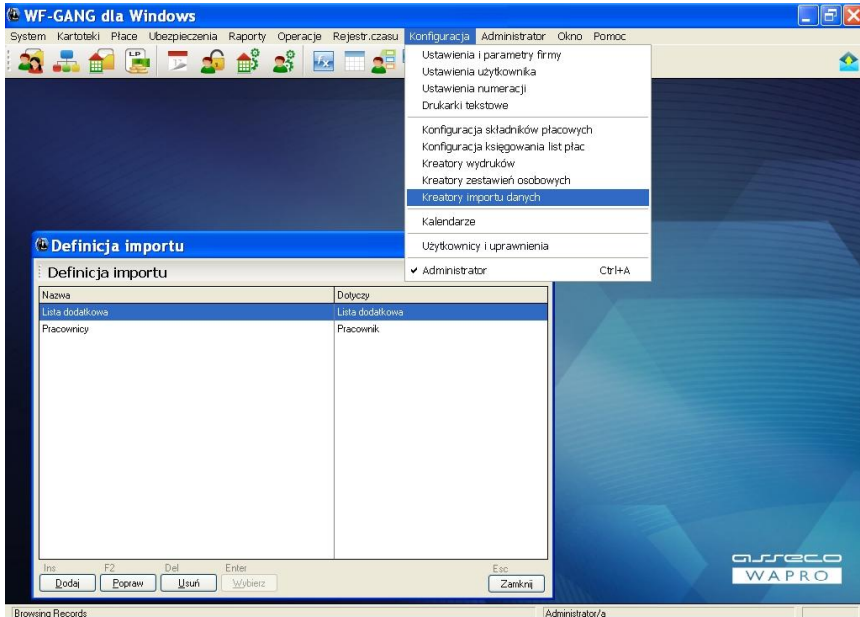 WF-GANG dla Windows
System Kartoteki Płace Ubezpieczenia Raporty Operacje Rejestr.czasu Konfiguracja Administrator Okno Pomoc
LP
fx
Ustawienia i parametry firmy
Ustawienia użytkownika
Ustawienia numeracji
Drukarki tekstowe
Konfiguracja składników płacowych
Konfiguracja księgowania list płac
Kreatory wydruków
Kreatory zestawień osobowych
Kreatory importu danych
Kalendarze
Użytkownicy i uprawnienia
Administrator Ctrl+A
Definicja importu
Definicja importu
Nazwa Dotyczy
Lista dodatkowa Lista dodatkowa
Pracownicy Pracownik
Ins F2 Del Enter Esc
Dodaj Popraw Usuń Wybierz Zamknij
asseco
WAPRO
Browsing Records Administrator/a